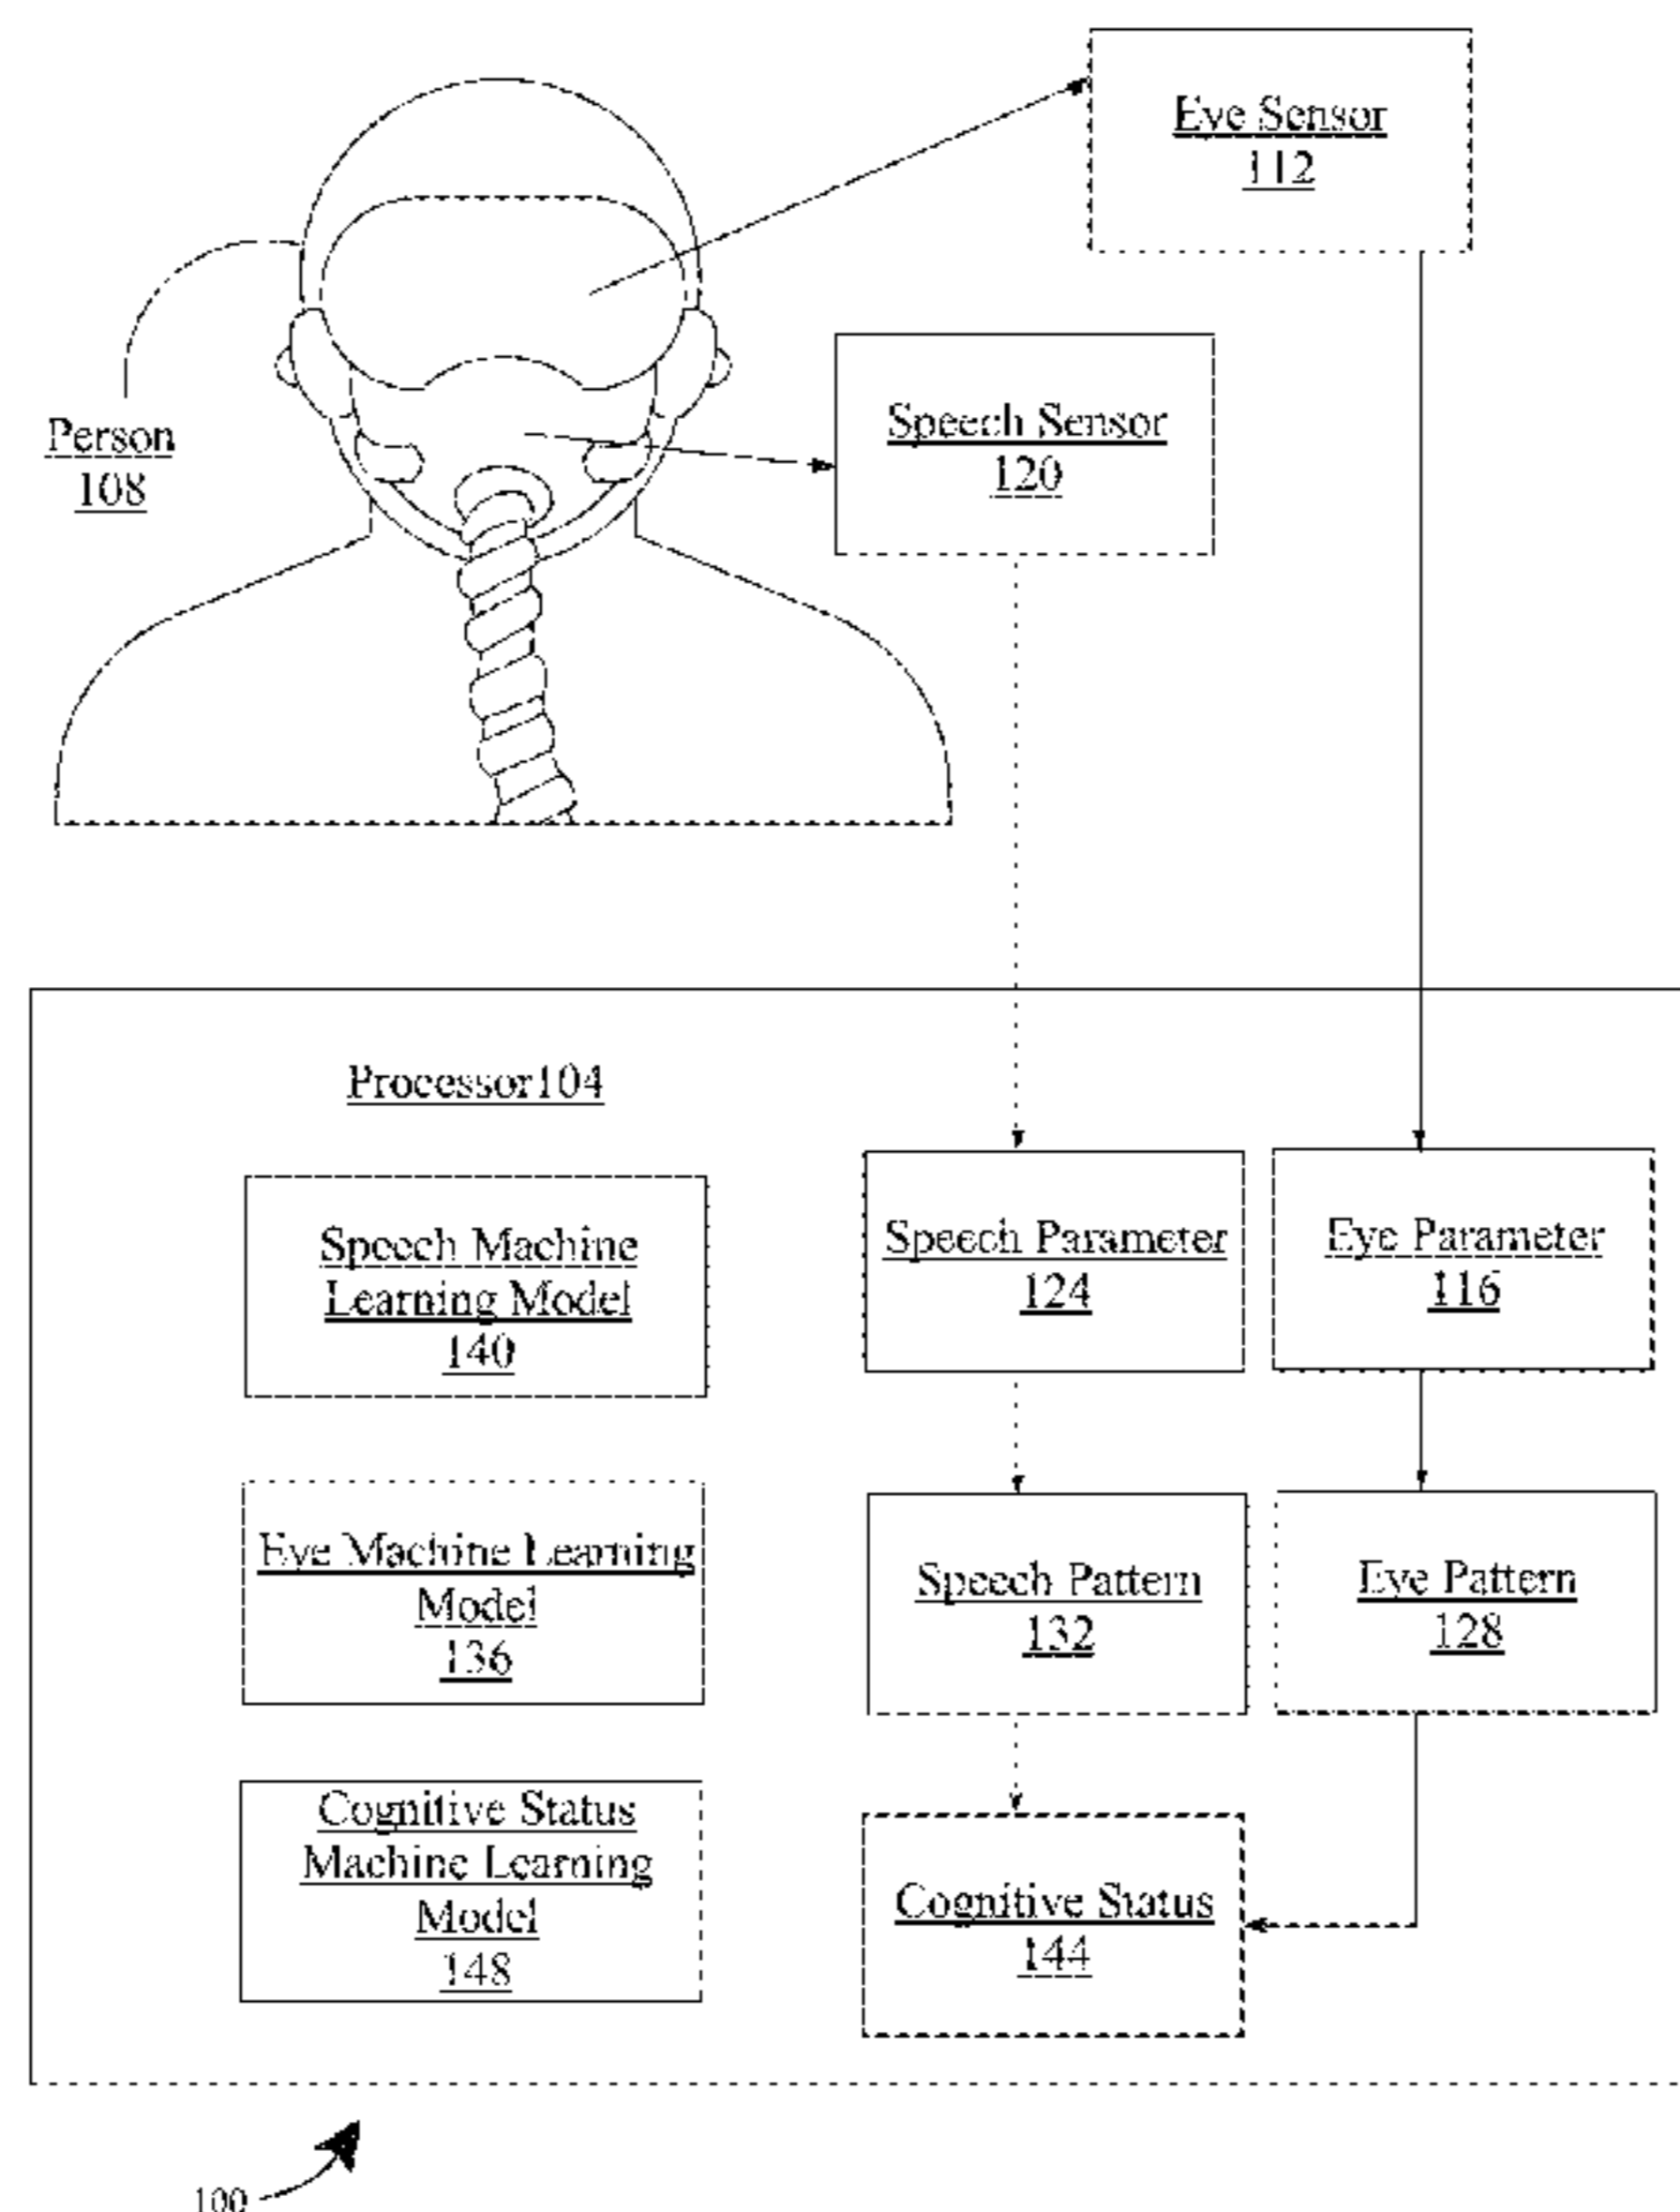 Eye Sensor
112
Person
108
Speech Sensor
120
Processor104
Speech Machine
Learning Model
140
Speech Parameter
124
Eye Parameter
116
Eye Machine Learning
Model
136
Speech Pattern
132
Eye Pattern
128
Cognitive Status
Machine Learning
Model
148
Cognitive Status
144
100